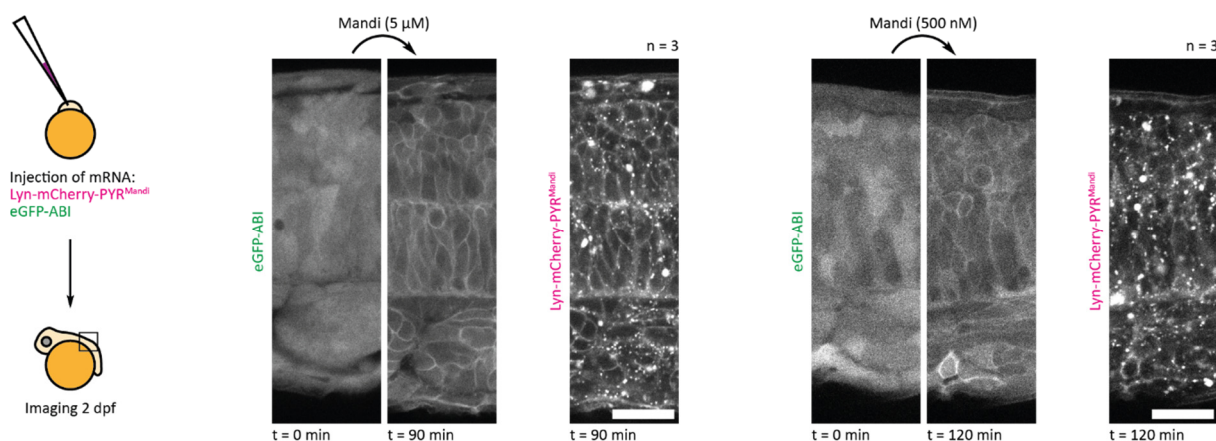 Injection of mRNA:
Lyn-mCherry-PYRMandi
eGFP-ABI
Imaging 2 dpf
Mandi (5 µM)
n = 3
eGFP-ABI
Lyn-mCherry-PYRMandi
t = 0 min
t = 90 min
t = 90 min
Mandi (500 nM)
n = 3
eGFP-ABI
Lyn-mCherry-PYRMandi
t = 0 min
t = 120 min
t = 120 min